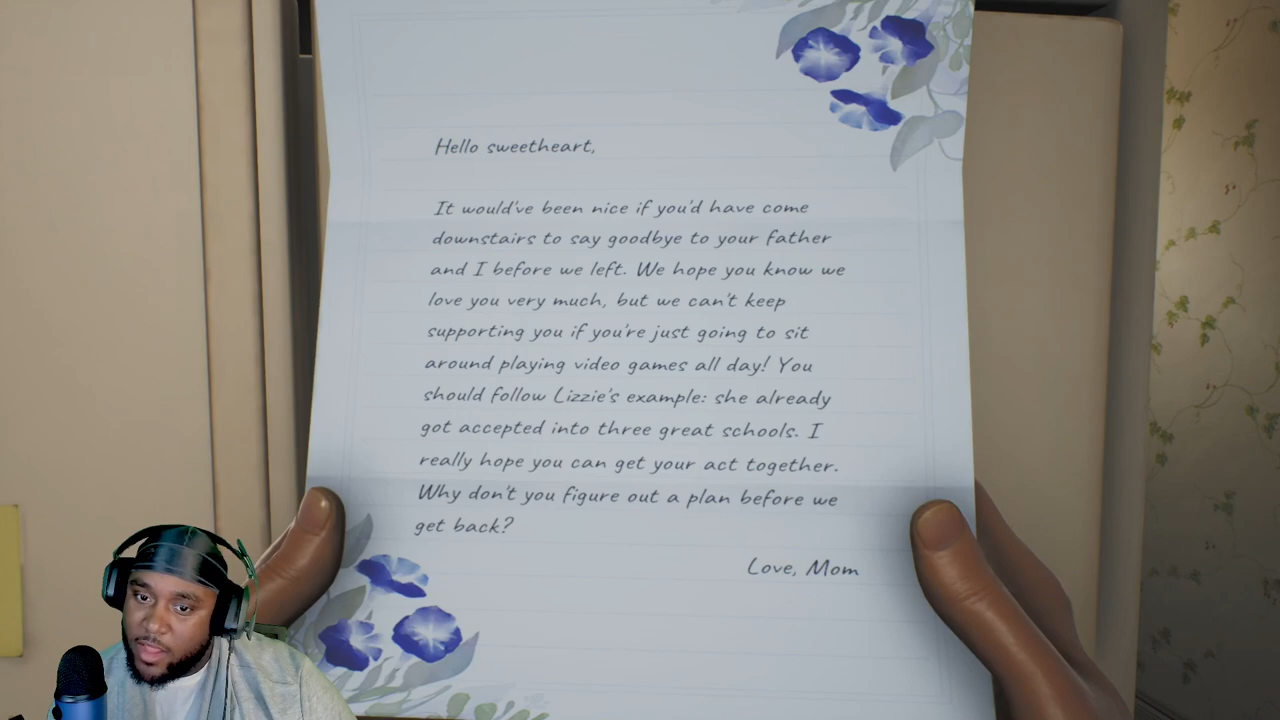 Hello sweetheart,
It would've been nice if you'd have come
downstairs to say goodbye to your father
and I before we left. We hope you know we
love you very much, but we can't keep
supporting you if you're just going to sit
around playing video games all day! You
should follow Lizzie's example: she already
got accepted into three great schools. I
really hope you can get your act together.
Why don't you figure out a plan before we
get back?
Love, Mom